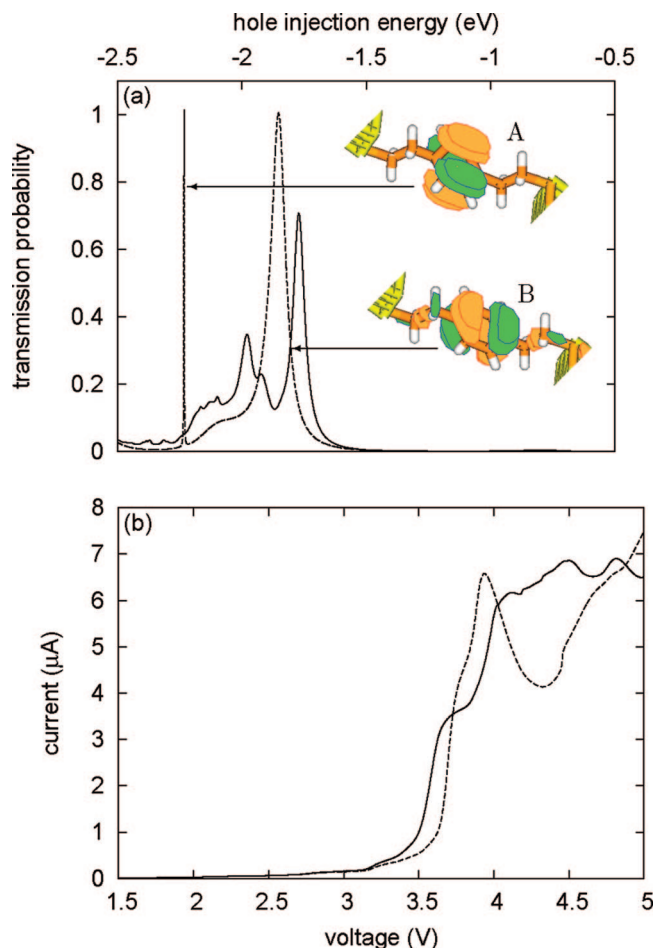 hole injection energy (eV)
-2.5 -2 -1.5 -1 -0.5
(a)
1
0.8
0.6
0.4
0.2
0
transmission probability
A
B
(b)
8
7
6
5
4
3
2
1
0
current (μA)
1.5 2 2.5 3 3.5 4 4.5 5
voltage (V)